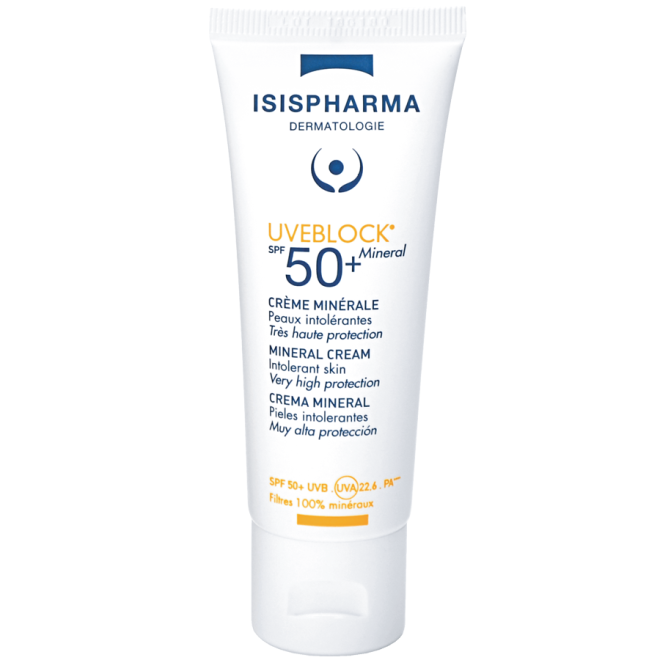 ISISPHARMA
DERMATOLOGIE
UVEBLOCK®
SPF 50+ Mineral
CRÈME MINÉRALE
Peaux intolérantes
Très haute protection
MINERAL CREAM
Intolerant skin
Very high protection
CREMA MINERAL
Pieles intolerantes
Muy alta protección
SPF 50+ UVB . UVA 22,6 . PA+++
Filtres 100% minéraux